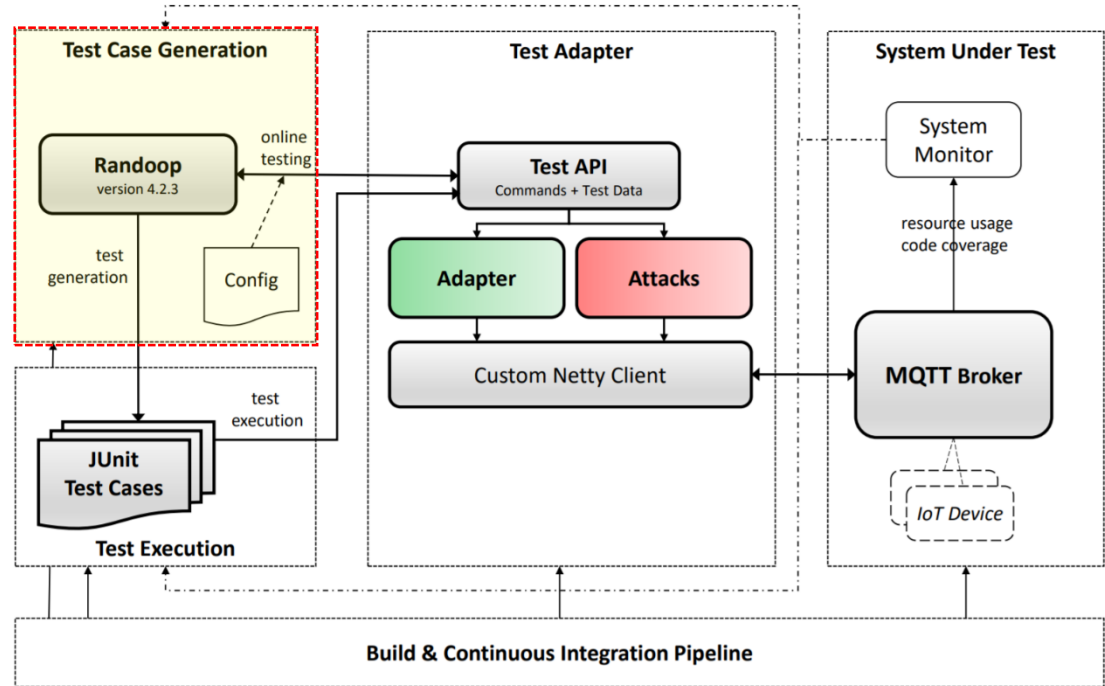 Test Case Generation
Randoop
version 4.2.3
online
testing
test
generation
Config
Test Adapter
Test API
Commands + Test Data
Adapter
Attacks
Custom Netty Client
System Under Test
System
Monitor
resource usage
code coverage
MQTT Broker
IoT Device
test
execution
JUnit
Test Cases
Test Execution
Build & Continuous Integration Pipeline